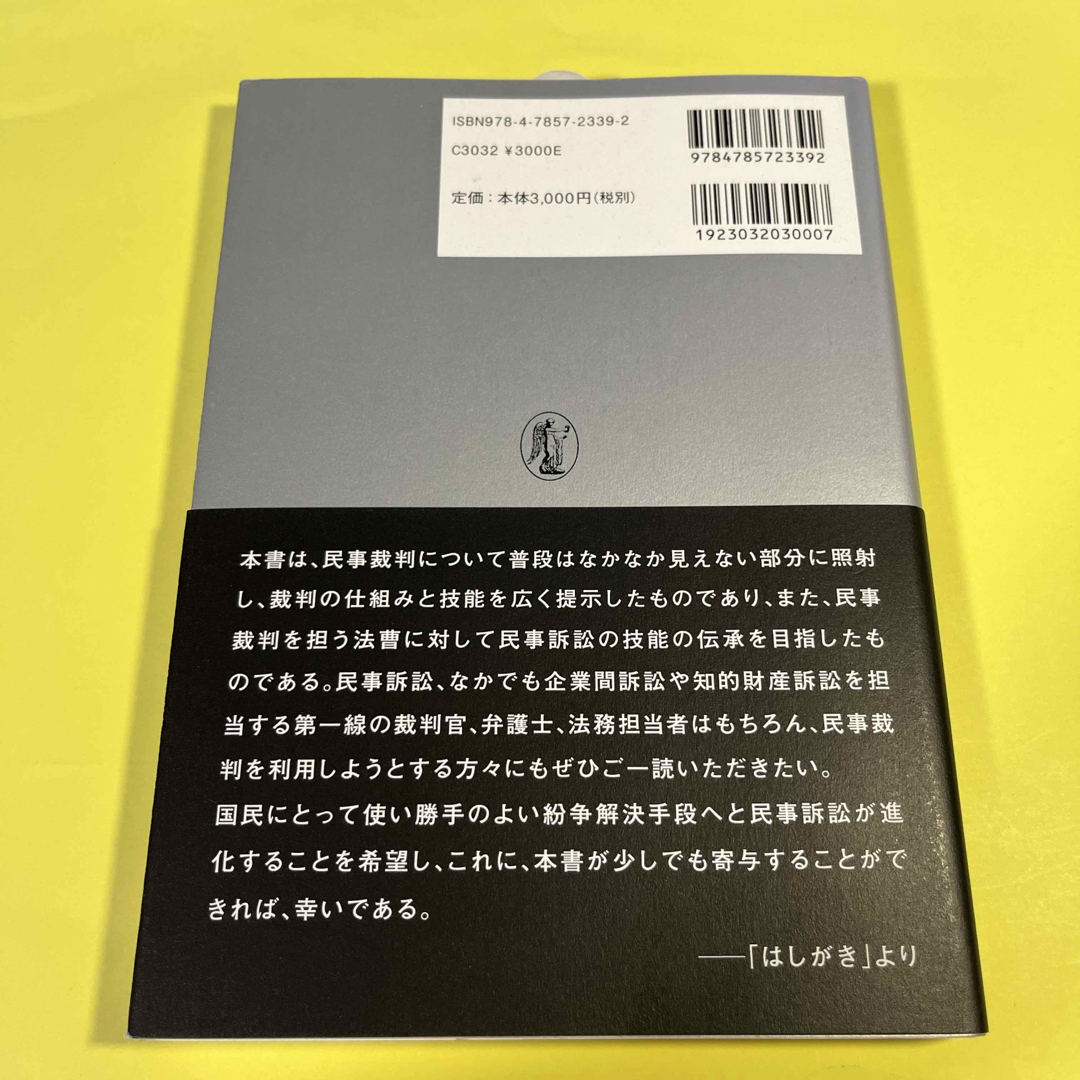 ISBN978-4-7857-2339-2
C3032 ¥3000E
定価：本体3,000円（税別）
9784785723392
1923032030007
本書は、民事裁判について普段はなかなか見えない部分に照射
し、裁判の仕組みと技能を広く提示したものであり、また、民事
裁判を担う法曹に対して民事訴訟の技能の伝承を目指したも
のである。民事訴訟、なかでも企業間訴訟や知的財産訴訟を担
当する第一線の裁判官、弁護士、法務担当者はもちろん、民事裁
判を利用しようとする方々にもぜひご一読いただきたい。
国民にとって使い勝手のよい紛争解決手段へと民事訴訟が進
化することを希望し、これに、本書が少しでも寄与することがで
きれば、幸いである。
――「はしがき」より